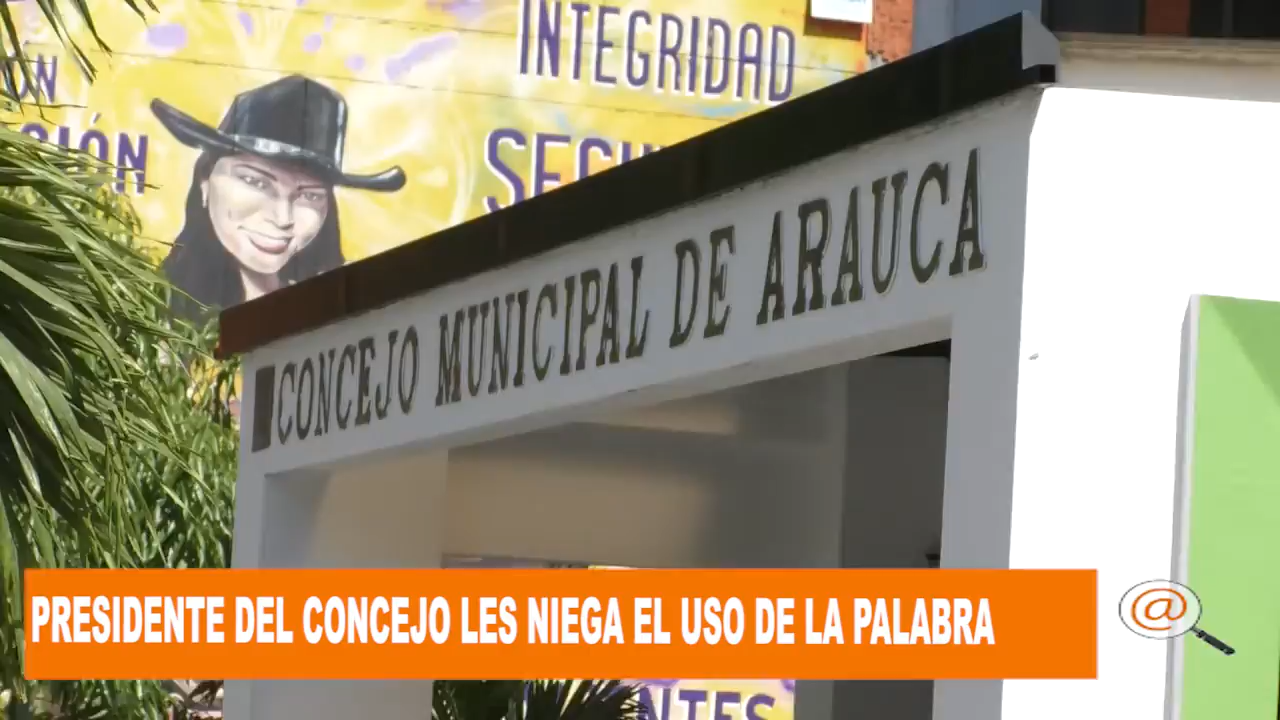 INTEGRIDAD
CONCEJO MUNICIPAL DE ARAUCA
PRESIDENTE DEL CONCEJO LES NIEGA EL USO DE LA PALABRA
@